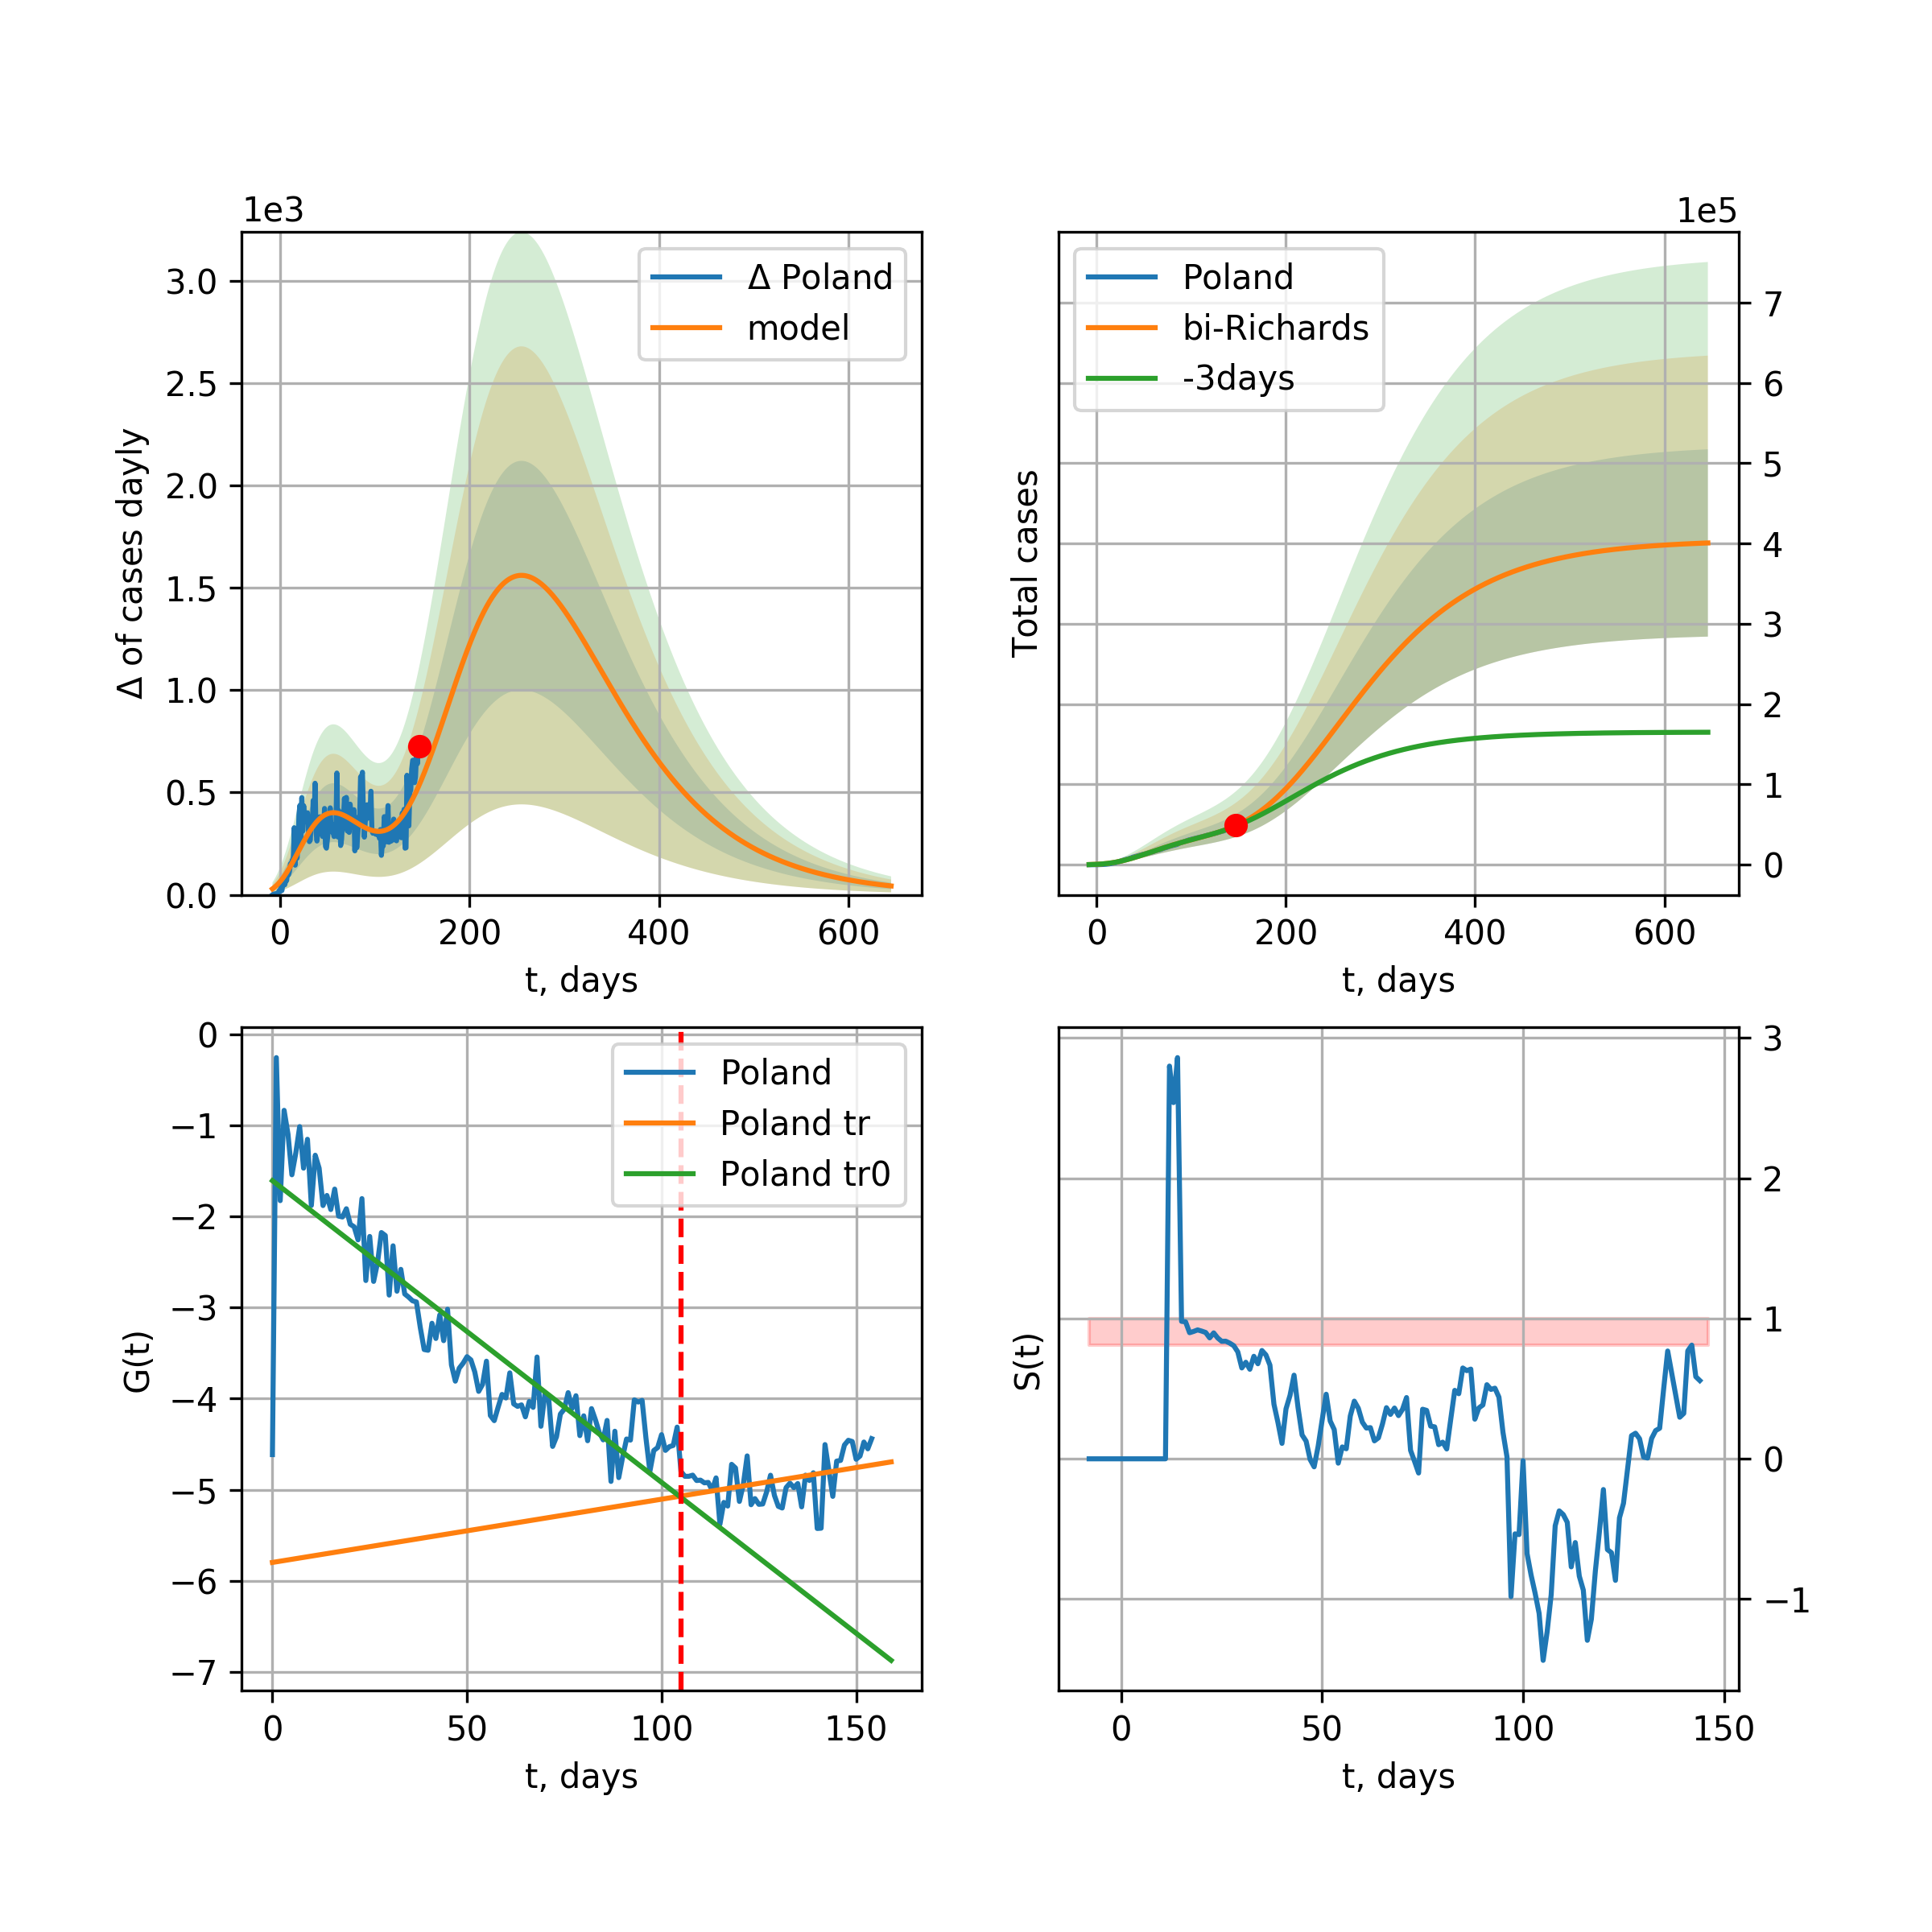 1e3
3.0
2.5
2.0
1.5
1.0
0.5
0.0
0 200 400 600
t, days
Δ of cases dayly
Δ Poland
model
1e5
7
6
5
4
3
2
1
0
0 200 400 600
t, days
Total cases
Poland
bi-Richards
-3days
0
−1
−2
−3
−4
−5
−6
−7
0 50 100 150
t, days
G(t)
Poland
Poland tr
Poland tr0
3
2
1
0
−1
0 50 100 150
t, days
S(t)